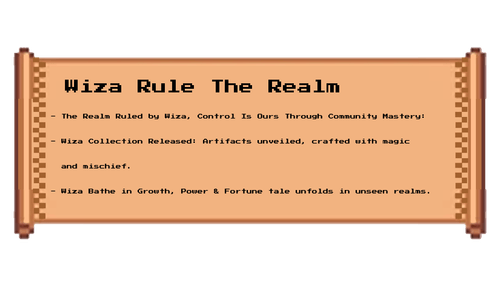 Wiza Rule The Realm
- The Realm Ruled by Wiza, Control Is Ours Through Community Mastery:
- Wiza Collection Released: Artifacts unveiled, crafted with magic
and mischief.
- Wiza Bathe in Growth, Power & Fortune tale unfolds in unseen realms.